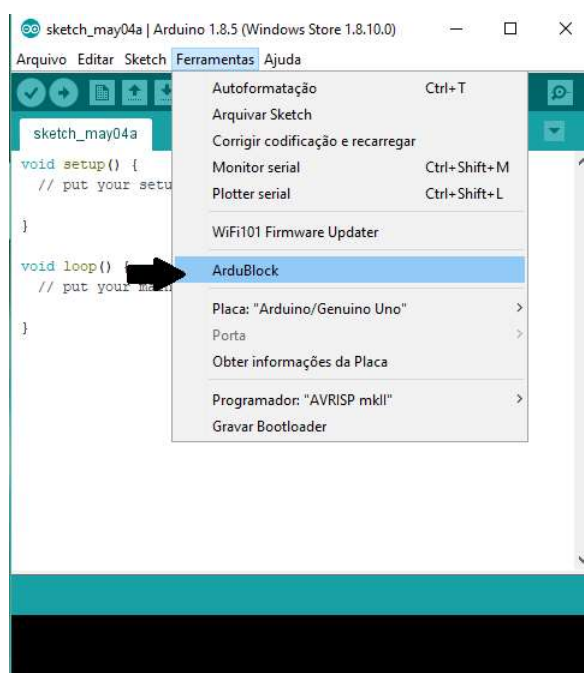 sketch_may04a | Arduino 1.8.5 (Windows Store 1.8.10.0)
Arquivo Editar Sketch Ferramentas Ajuda
sketch_may04a
void setup() {
// put your setu
}
void loop() {
// put your main
}
Autoformatação Ctrl+T
Arquivar Sketch
Corrigir codificação e recarregar
Monitor serial Ctrl+Shift+M
Plotter serial Ctrl+Shift+L
WiFi101 Firmware Updater
ArduBlock
Placa: "Arduino/Genuino Uno"
Porta
Obter informações da Placa
Programador: "AVRISP mkII"
Gravar Bootloader